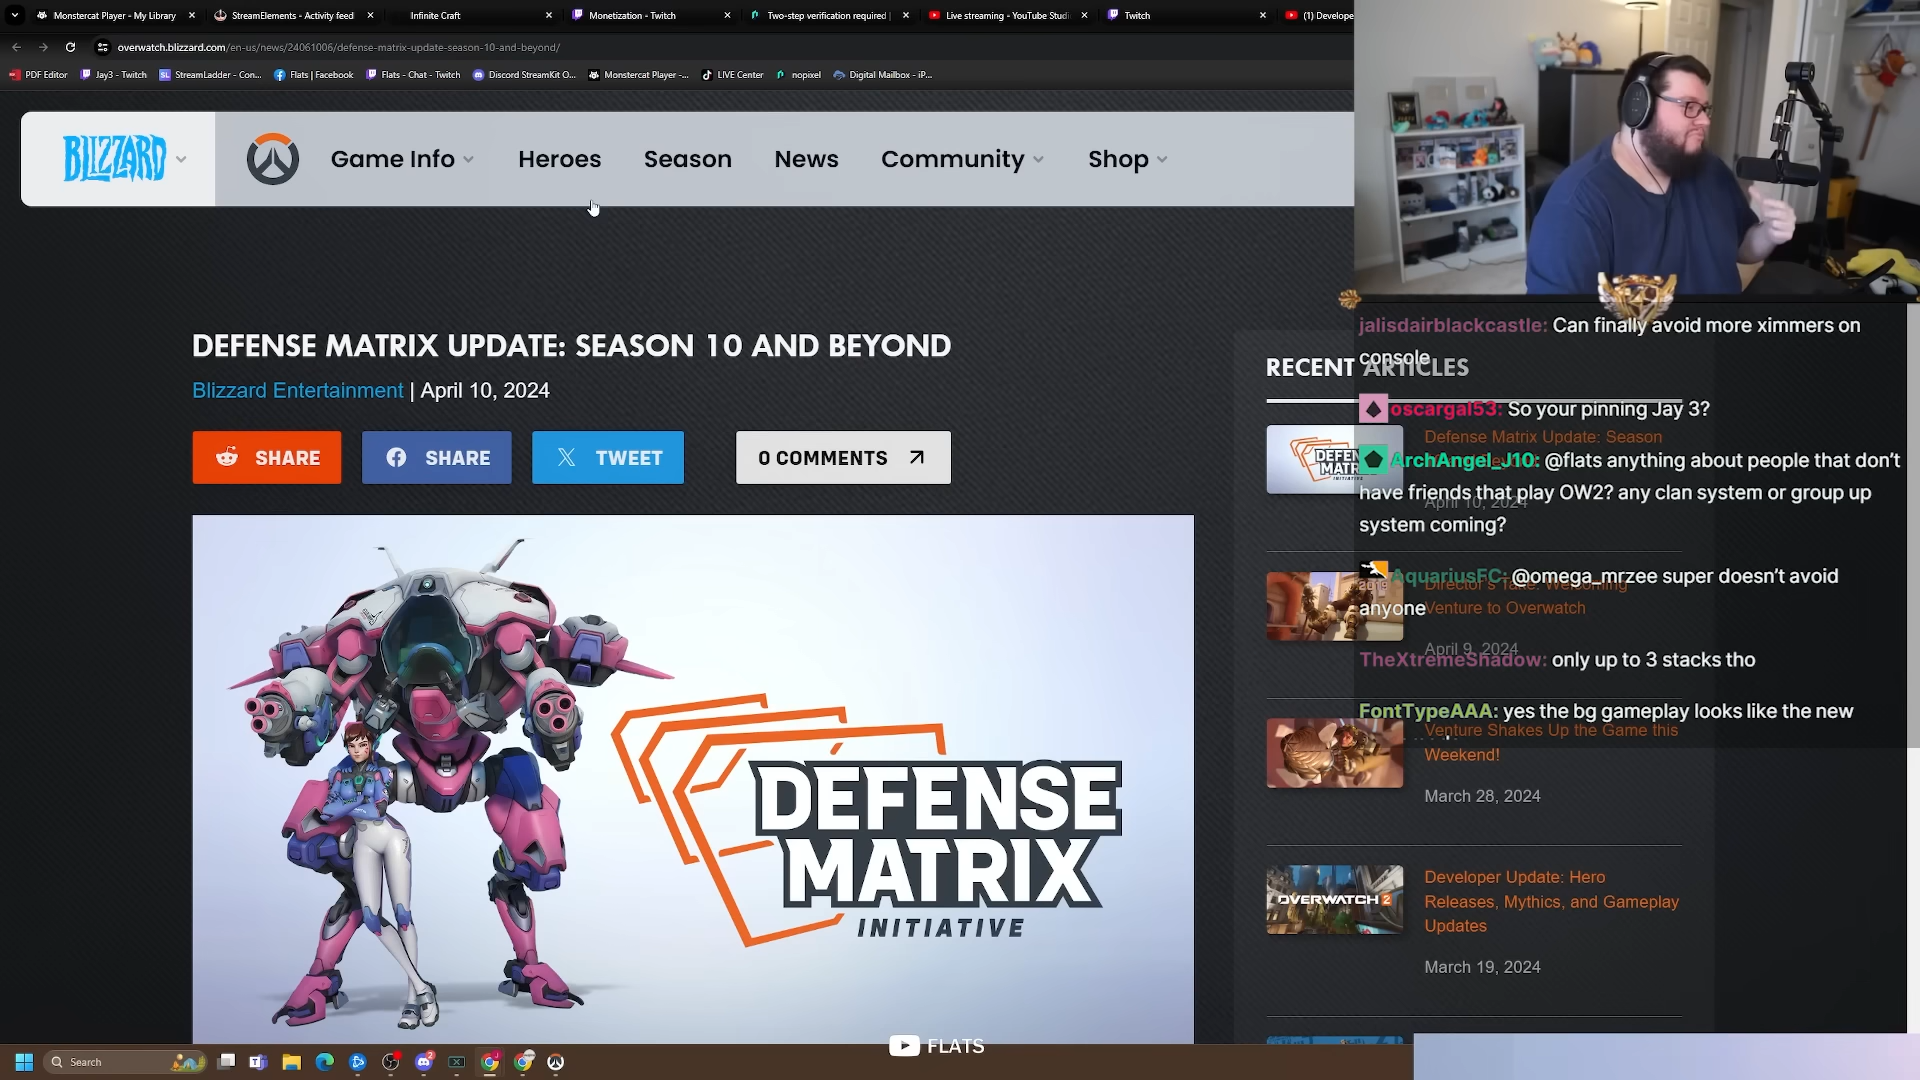 Monstercat Player - My Library
StreamElements - Activity feed
Infinite Craft
Monetization - Twitch
Two-step verification required |
Live streaming - YouTube Studi
Twitch
(1) Develope
overwatch.blizzard.com/en-us/news/24061006/defense-matrix-update-season-10-and-beyond/
PDF Editor
Jay3 - Twitch
StreamLadder - Con...
Flats | Facebook
Flats - Chat - Twitch
Discord StreamKit O...
Monstercat Player -...
LIVE Center
nopixel
Digital Mailbox - iP...
BLIZZARD
Game Info
Heroes
Season
News
Community
Shop
DEFENSE MATRIX UPDATE: SEASON 10 AND BEYOND
Blizzard Entertainment | April 10, 2024
SHARE
SHARE
TWEET
0 COMMENTS
DEFENSE
MATRIX
INITIATIVE
RECENT ARTICLES
Defense Matrix Update: Season
April 10, 2024
Director's Take: Welcoming
Venture to Overwatch
April 9, 2024
Venture Shakes Up the Game this
Weekend!
March 28, 2024
OVERWATCH 2
Developer Update: Hero
Releases, Mythics, and Gameplay
Updates
March 19, 2024
jalisdairblackcastle: Can finally avoid more ximmers on
console
oscargal53: So your pinning Jay 3?
ArchAngel_J10: @flats anything about people that don't
have friends that play OW2? any clan system or group up
system coming?
AquariusFC: @omega_mrzee super doesn't avoid
anyone
TheXtremeShadow: only up to 3 stacks tho
FontTypeAAA: yes the bg gameplay looks like the new
FLATS
Search